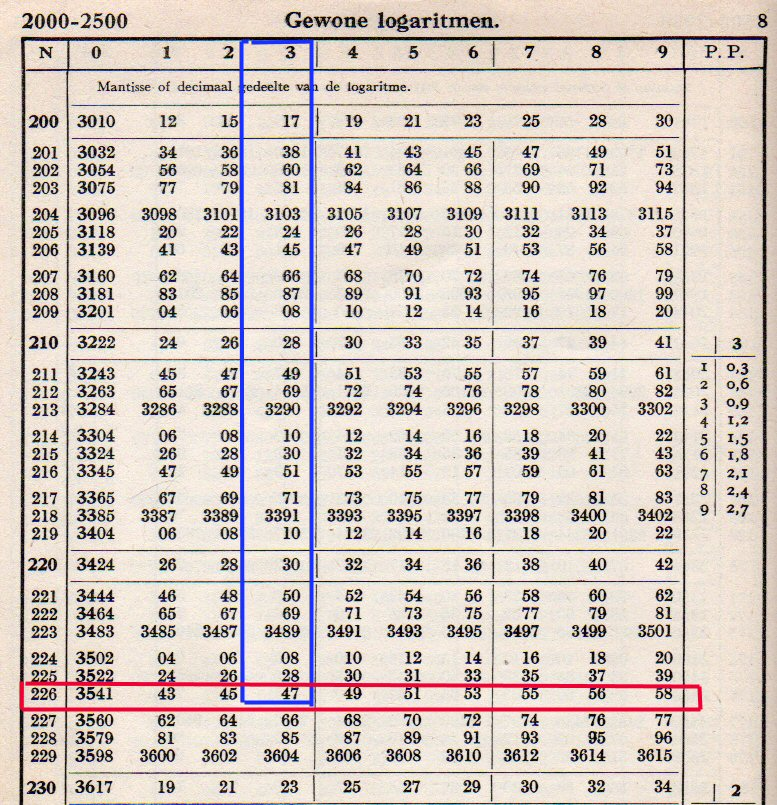 2000-2500 Gewone logaritmen. 8
N 0 1 2 3 4 5 6 7 8 9 P. P.
Mantisse of decimaal gedeelte van de logaritme.
200 3010 12 15 17 19 21 23 25 28 30
201 3032 34 36 38 41 43 45 47 49 51
202 3054 56 58 60 62 64 66 69 71 73
203 3075 77 79 81 84 86 88 90 92 94
204 3096 3098 3101 3103 3105 3107 3109 3111 3113 3115
205 3118 20 22 24 26 28 30 32 34 37
206 3139 41 43 45 47 49 51 53 56 58
207 3160 62 64 66 68 70 72 74 76 79
208 3181 83 85 87 89 91 93 95 97 99
209 3201 04 06 08 10 12 14 16 18 20
210 3222 24 26 28 30 33 35 37 39 41 3
211 3243 45 47 49 51 53 55 57 59 61 1 0,3
212 3263 65 67 69 72 74 76 78 80 82 2 0,6
213 3284 3286 3288 3290 3292 3294 3296 3298 3300 3302 3 0,9
4 1,2
214 3304 06 08 10 12 14 16 18 20 22 5 1,5
215 3324 26 28 30 32 34 36 39 41 43 6 1,8
216 3345 47 49 51 53 55 57 59 61 63 7 2,1
217 3365 67 69 71 73 75 77 79 81 83 8 2,4
218 3385 3387 3389 3391 3393 3395 3397 3398 3400 3402 9 2,7
219 3404 06 08 10 12 14 16 18 20 22
220 3424 26 28 30 32 34 36 38 40 42
221 3444 46 48 50 52 54 56 58 60 62
222 3464 65 67 69 71 73 75 77 79 81
223 3483 3485 3487 3489 3491 3493 3495 3497 3499 3501
224 3502 04 06 08 10 12 14 16 18 20
225 3522 24 26 28 30 31 33 35 37 39
226 3541 43 45 47 49 51 53 55 56 58
227 3560 62 64 66 68 70 72 74 76 77
228 3579 81 83 85 87 89 91 93 95 96
229 3598 3600 3602 3604 3606 3608 3610 3612 3614 3615
230 3617 19 21 23 25 27 29 30 32 34 2